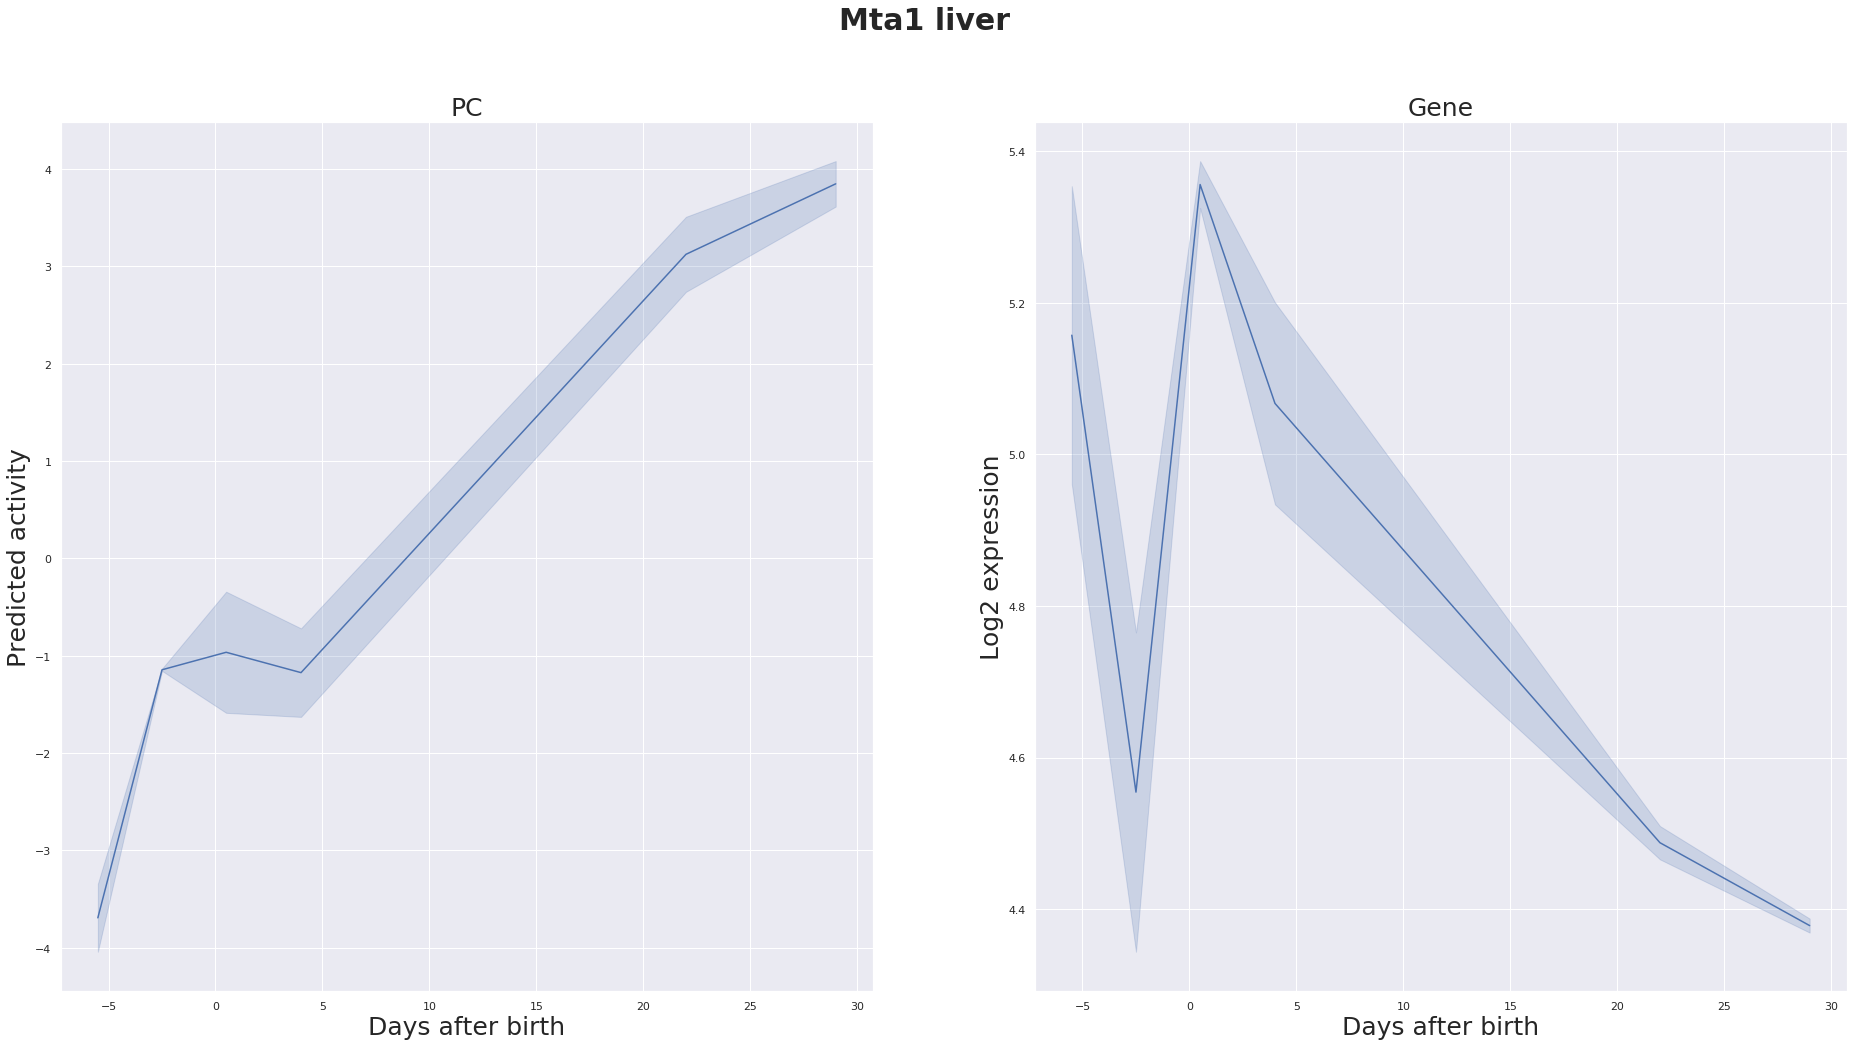 Mta1 liver
PC
Predicted activity
4
3
2
1
0
−1
−2
−3
−4
−5 0 5 10 15 20 25 30
Days after birth
Gene
Log2 expression
5.4
5.2
5.0
4.8
4.6
4.4
−5 0 5 10 15 20 25 30
Days after birth